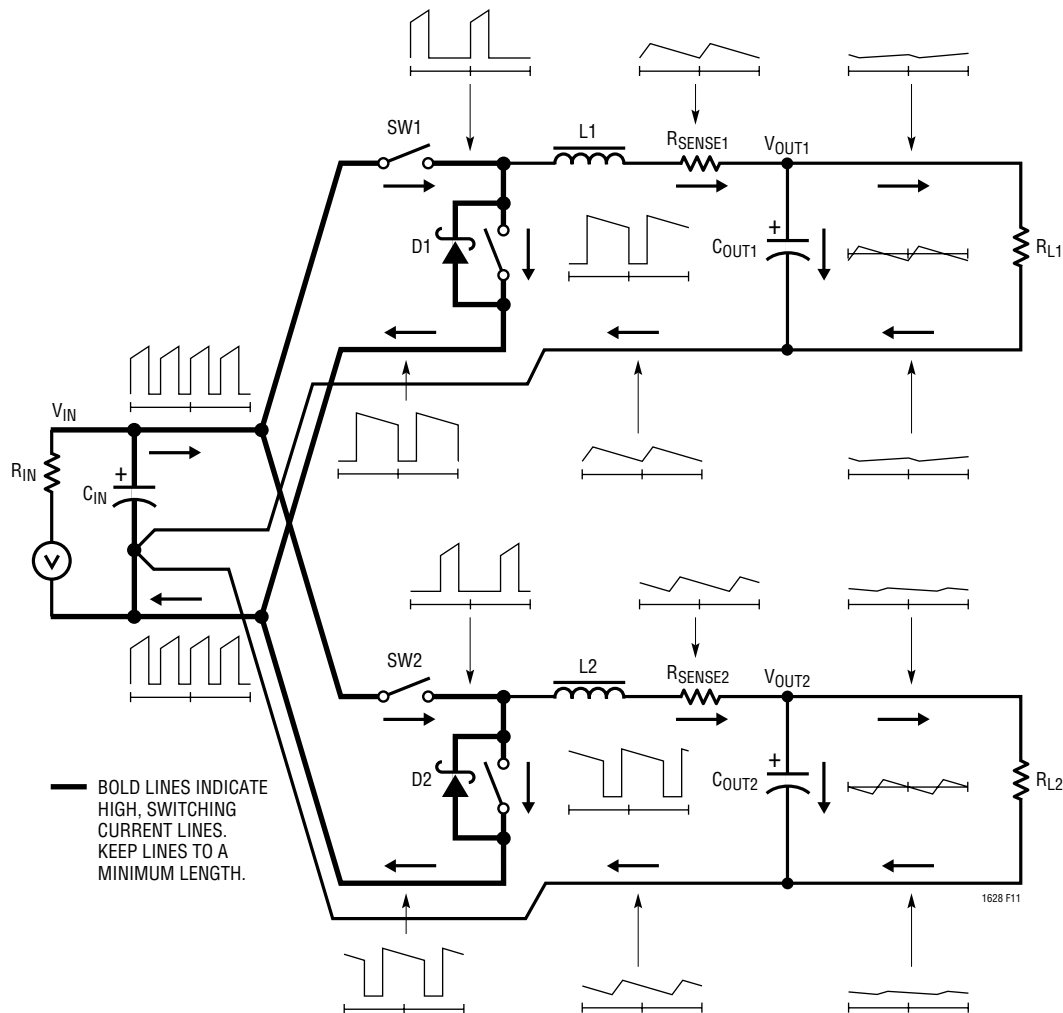 SW1
L1
RSENSE1
VOUT1
D1
COUT1
+
RL1
VIN
RIN
+
CIN
V
SW2
L2
RSENSE2
VOUT2
D2
COUT2
+
RL2
BOLD LINES INDICATE
HIGH, SWITCHING
CURRENT LINES.
KEEP LINES TO A
MINIMUM LENGTH.
1628 F11